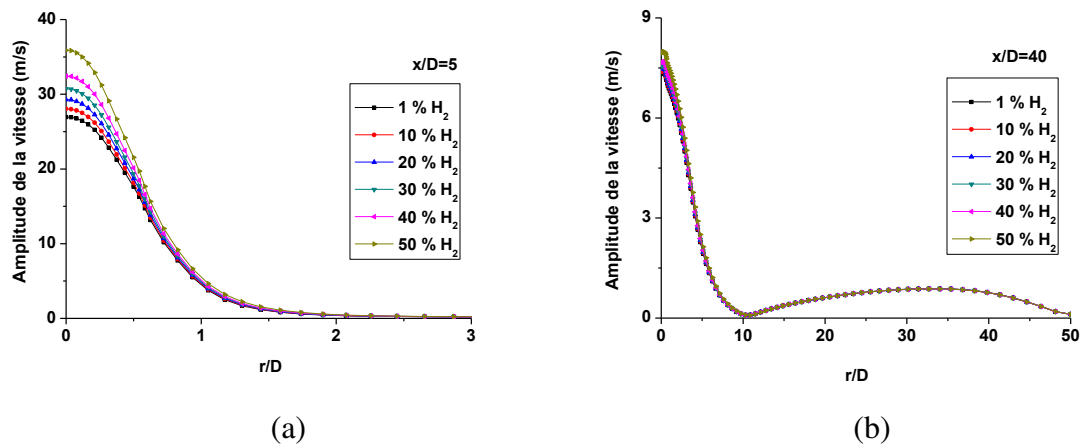 40
30
20
10
0
0
1
2
3
Amplitude de la vitesse (m/s)
r/D
x/D=5
1 % H2
10 % H2
20 % H2
30 % H2
40 % H2
50 % H2
(a)
9
6
3
0
0
10
20
30
40
50
Amplitude de la vitesse (m/s)
r/D
x/D=40
1 % H2
10 % H2
20 % H2
30 % H2
40 % H2
50 % H2
(b)